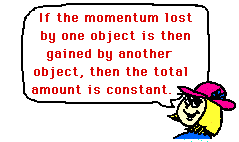 If the momentum lost
by one object is then
gained by another
object, then the total
amount is constant.